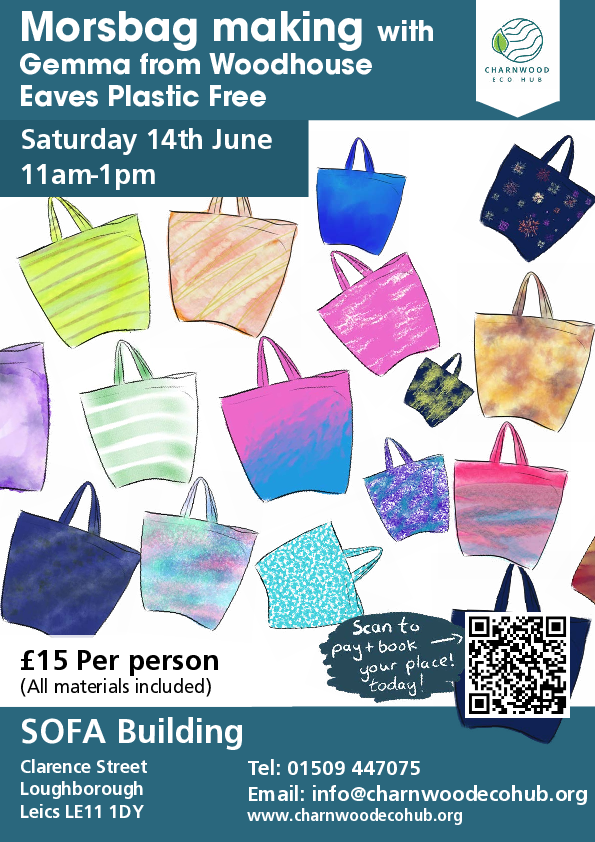 Morsbag making with
Gemma from Woodhouse
Eaves Plastic Free
CHARNWOOD
ECO HUB
Saturday 14th June
11am-1pm
Scan to
pay + book
your place!
today!
£15 Per person
(All materials included)
SOFA Building
Clarence Street
Loughborough
Leics LE11 1DY
Tel: 01509 447075
Email: info@charnwoodecohub.org
www.charnwoodecohub.org